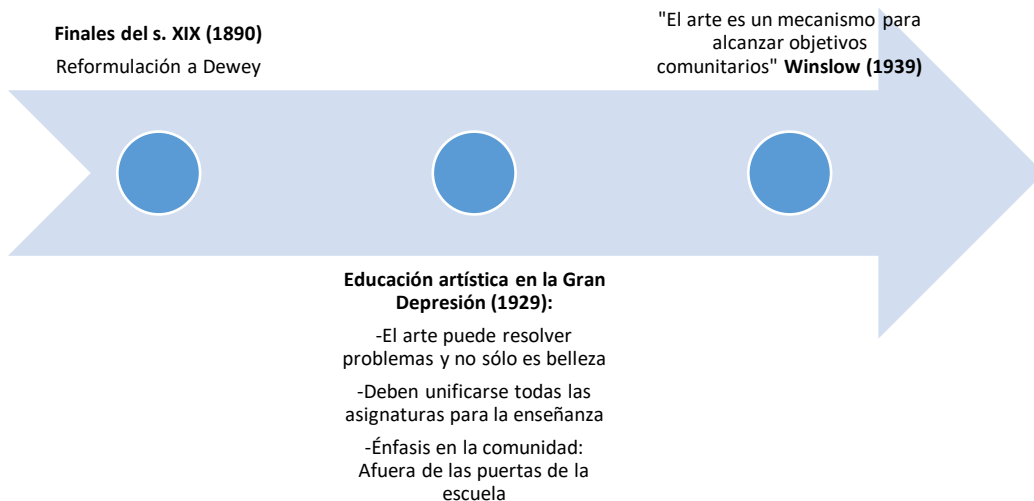 Finales del s. XIX (1890)
Reformulación a Dewey
"El arte es un mecanismo para
alcanzar objetivos
comunitarios" Winslow (1939)
Educación artística en la Gran
Depresión (1929):
-El arte puede resolver
problemas y no sólo es belleza
-Deben unificarse todas las
asignaturas para la enseñanza
-Énfasis en la comunidad:
Afuera de las puertas de la
escuela